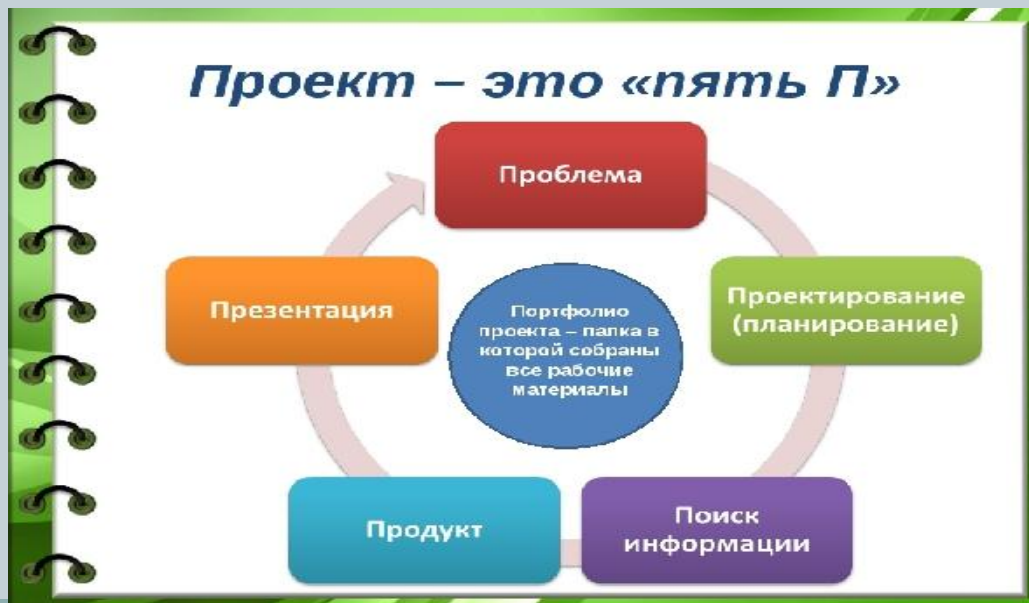 Проект – это «пять П»
Проблема
Проектирование
(планирование)
Поиск
информации
Продукт
Презентация
Портфолио
проекта – папка в
которой собраны
все рабочие
материалы